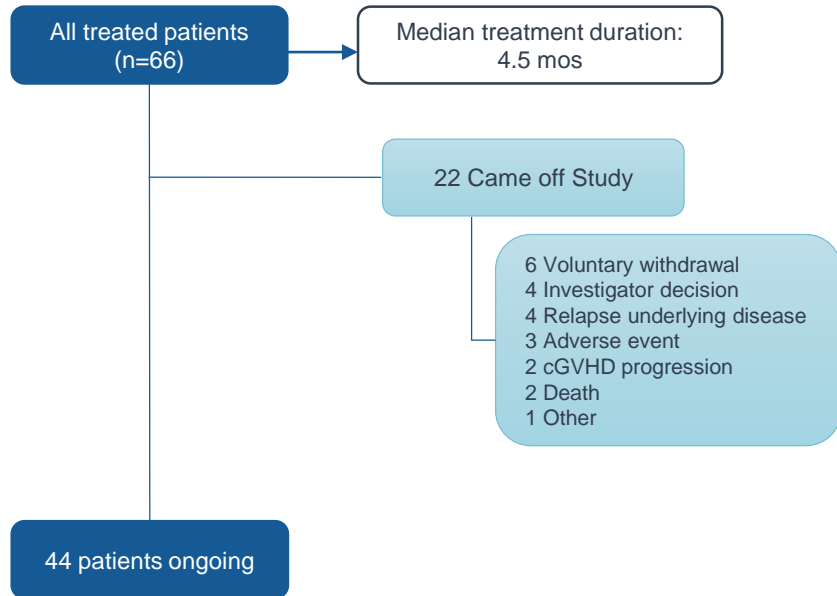 All treated patients
(n=66)
Median treatment duration:
4.5 mos
22 Came off Study
6 Voluntary withdrawal
4 Investigator decision
4 Relapse underlying disease
3 Adverse event
2 cGVHD progression
2 Death
1 Other
44 patients ongoing